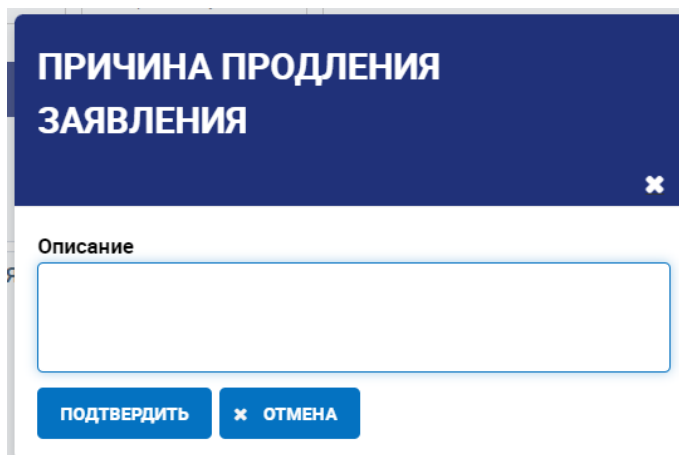 ПРИЧИНА ПРОДЛЕНИЯ
ЗАЯВЛЕНИЯ
Описание
ПОДТВЕРДИТЬ
ОТМЕНА